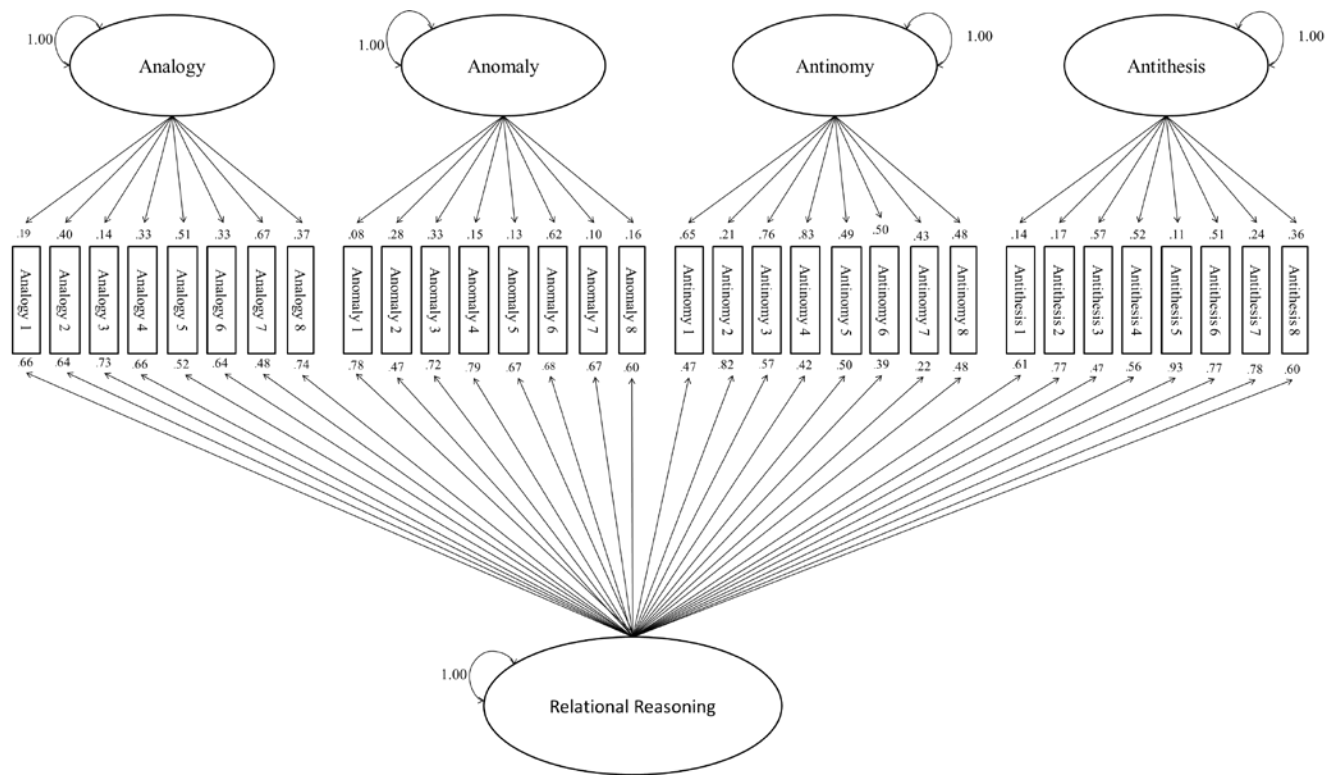 1.00
Analogy
1.00
Anomaly
Antinomy
1.00
Antithesis
1.00
.19 .40 .14 .33 .51 .33 .67 .37
.08 .28 .33 .15 .13 .62 .10 .16
.65 .21 .76 .83 .49 .50 .43 .48
.14 .17 .57 .52 .11 .51 .24 .36
Analogy 1
Analogy 2
Analogy 3
Analogy 4
Analogy 5
Analogy 6
Analogy 7
Analogy 8
Anomaly 1
Anomaly 2
Anomaly 3
Anomaly 4
Anomaly 5
Anomaly 6
Anomaly 7
Anomaly 8
Antinomy 1
Antinomy 2
Antinomy 3
Antinomy 4
Antinomy 5
Antinomy 6
Antinomy 7
Antinomy 8
Antithesis 1
Antithesis 2
Antithesis 3
Antithesis 4
Antithesis 5
Antithesis 6
Antithesis 7
Antithesis 8
.66 .64 .73 .66 .52 .64 .48 .74
.78 .47 .72 .79 .67 .68 .67 .60
.47 .82 .57 .42 .50 .39 .22 .48
.61 .77 .47 .56 .93 .77 .78 .60
1.00
Relational Reasoning